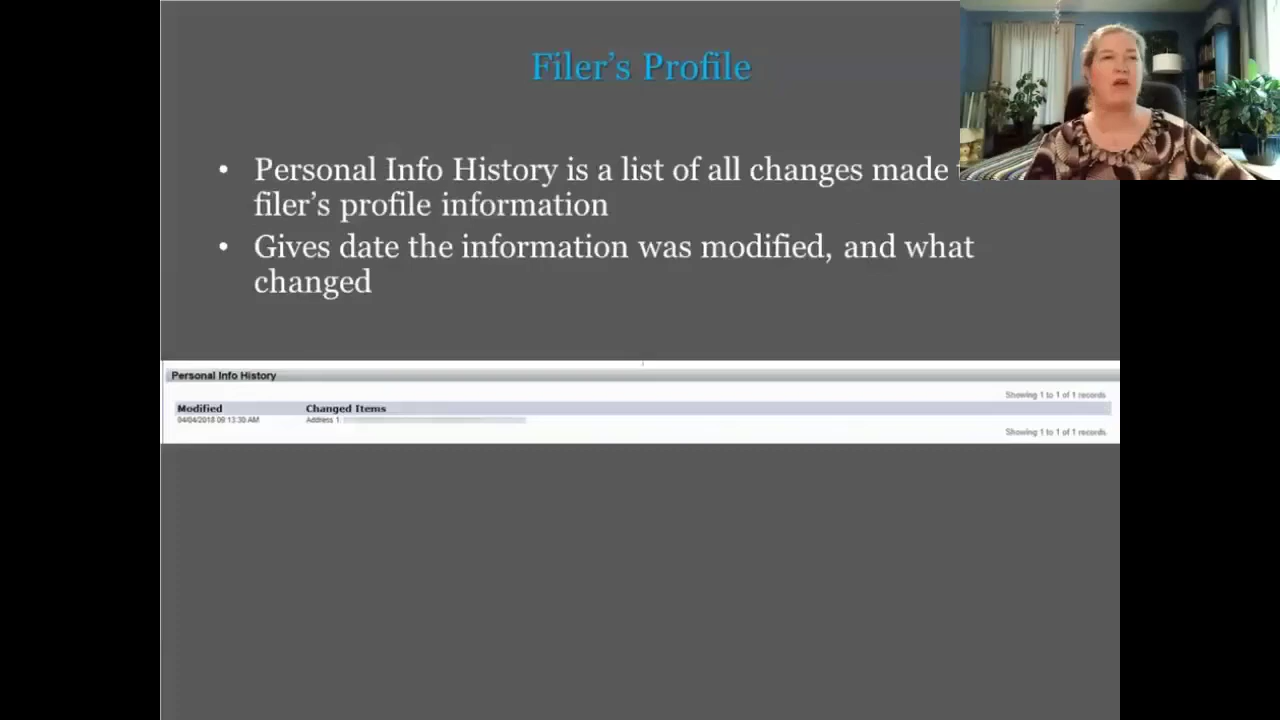 Filer's Profile
• Personal Info History is a list of all changes made
filer's profile information
• Gives date the information was modified, and what
changed
Personal Info History
Showing 1 to 1 of 1 records
Modified Changed Items
04/04/2018 09:13:30 AM Address 1
Showing 1 to 1 of 1 records